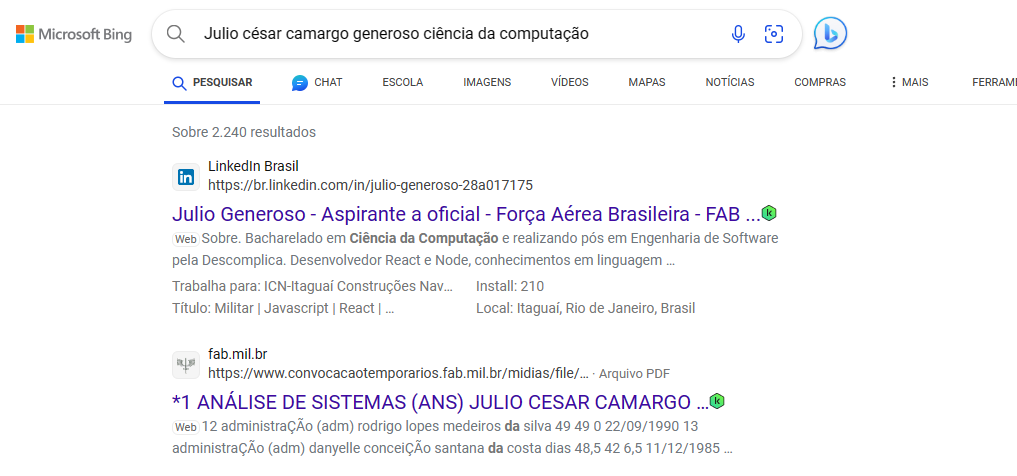 Microsoft Bing
Julio césar camargo generoso ciência da computação
PESQUISAR CHAT ESCOLA IMAGENS VÍDEOS MAPAS NOTÍCIAS COMPRAS MAIS FERRAM
Sobre 2.240 resultados
LinkedIn Brasil
https://br.linkedin.com/in/julio-generoso-28a017175
Julio Generoso - Aspirante a oficial - Força Aérea Brasileira - FAB ...
Web Sobre. Bacharelado em Ciência da Computação e realizando pós em Engenharia de Software
pela Descomplica. Desenvolvedor React e Node, conhecimentos em linguagem …
Trabalha para: ICN-Itaguaí Construções Nav… Install: 210
Título: Militar | Javascript | React | … Local: Itaguaí, Rio de Janeiro, Brasil
fab.mil.br
https://www.convocacaotemporarios.fab.mil.br/midias/file/… · Arquivo PDF
*1 ANÁLISE DE SISTEMAS (ANS) JULIO CESAR CAMARGO …
Web 12 administraÇÃo (adm) rodrigo lopes medeiros da silva 49 49 0 22/09/1990 13
administraÇÃo (adm) danyelle conceiÇÃo santana da costa dias 48,5 42 6,5 11/12/1985 …